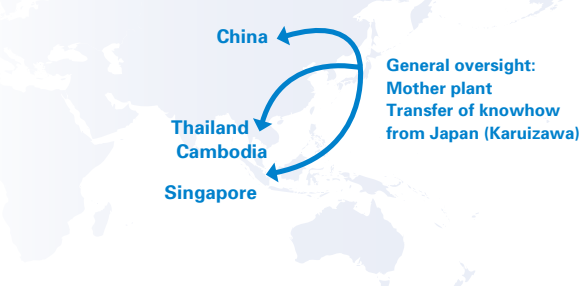 China
General oversight:
Mother plant
Transfer of knowhow
from Japan (Karuizawa)
Thailand
Cambodia
Singapore